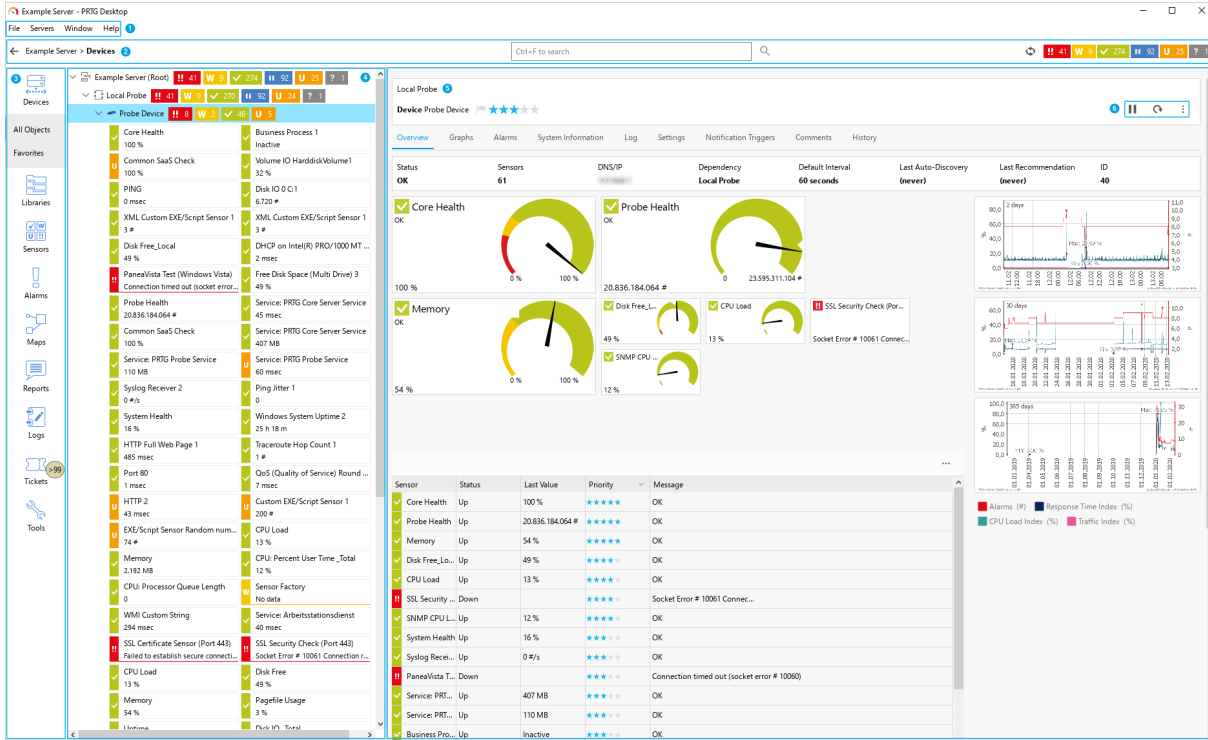 Example Server - PRTG Desktop
File Servers Window Help 1
Example Server > Devices 2
Ctrl+F to search
!! 41 W 9 274 II 92 U 25 ? 1
3
Devices
All Objects
Favorites
Libraries
Sensors
Alarms
Maps
Reports
Logs
>99
Tickets
Tools
Example Server (Root) !! 41 W 9 274 II 92 U 25 ? 1 4
Local Probe !! 41 W 9 270 II 92 U 24 ? 1
Probe Device !! 8 W 2 46 U 5
Core Health Business Process 1
100 % Inactive
Common SaaS Check Volume IO HarddiskVolume1
100 % 32 %
PING Disk IO 0 C:1
0 msec 6.720 #
XML Custom EXE/Script Sensor 1 XML Custom EXE/Script Sensor 1
3 # 3 #
Disk Free_Local DHCP on Intel(R) PRO/1000 MT ...
49 % 2 msec
PaneaVista Test (Windows Vista) Free Disk Space (Multi Drive) 3
Connection timed out (socket error... 49 %
Probe Health Service: PRTG Core Server Service
20.836.184.064 # 45 msec
Common SaaS Check Service: PRTG Core Server Service
100 % 407 MB
Service: PRTG Probe Service Service: PRTG Probe Service
110 MB 60 msec
Syslog Receiver 2 Ping Jitter 1
0 #/s 0
System Health Windows System Uptime 2
16 % 25 h 18 m
HTTP Full Web Page 1 Traceroute Hop Count 1
485 msec 1 #
Port 80 QoS (Quality of Service) Round ...
1 msec 7 msec
HTTP 2 Custom EXE/Script Sensor 1
43 msec 200 #
EXE/Script Sensor Random num... CPU Load
74 # 13 %
Memory CPU: Percent User Time _Total
2.192 MB 12 %
CPU: Processor Queue Length Sensor Factory
0 No data
WMI Custom String Service: Arbeitsstationsdienst
294 msec 40 msec
SSL Certificate Sensor (Port 443) SSL Security Check (Port 443)
Failed to establish secure connecti... Socket Error # 10061 Connection r...
CPU Load Disk Free
13 % 49 %
Memory Pagefile Usage
54 % 3 %
Uptime Disk IO _Total
Local Probe 5
Device Probe Device
6
Overview Graphs Alarms System Information Log Settings Notification Triggers Comments History
Status Sensors DNS/IP Dependency Default Interval Last Auto-Discovery Last Recommendation ID
OK 61 Local Probe 60 seconds (never) (never) 40
Core Health
OK
0 % 100 %
100 %
Probe Health
OK
0 23.595.311.104 #
20.836.184.064 #
Memory
OK
0 % 100 %
54 %
Disk Free_L...
49 %
CPU Load
13 %
SSL Security Check (Por...
Socket Error # 10061 Connec...
SNMP CPU ...
12 %
2 days
30 days
365 days
Alarms (#) Response Time Index (%)
CPU Load Index (%) Traffic Index (%)
...
Sensor Status Last Value Priority Message
Core Health Up 100 % ★★★★★ OK
Probe Health Up 20.836.184.064 # ★★★★★ OK
Memory Up 54 % ★★★★★ OK
Disk Free_Lo... Up 49 % ★★★★ OK
CPU Load Up 13 % ★★★★ OK
SSL Security ... Down ★★★★ Socket Error # 10061 Connec...
SNMP CPU L... Up 12 % ★★★★ OK
System Health Up 16 % ★★★ OK
Syslog Recei... Up 0 #/s ★★★ OK
PaneaVista T... Down ★★★ Connection timed out (socket error # 10060)
Service: PRT... Up 407 MB ★★★ OK
Service: PRT... Up 110 MB ★★★ OK
Business Pro... Up Inactive ★★★ OK